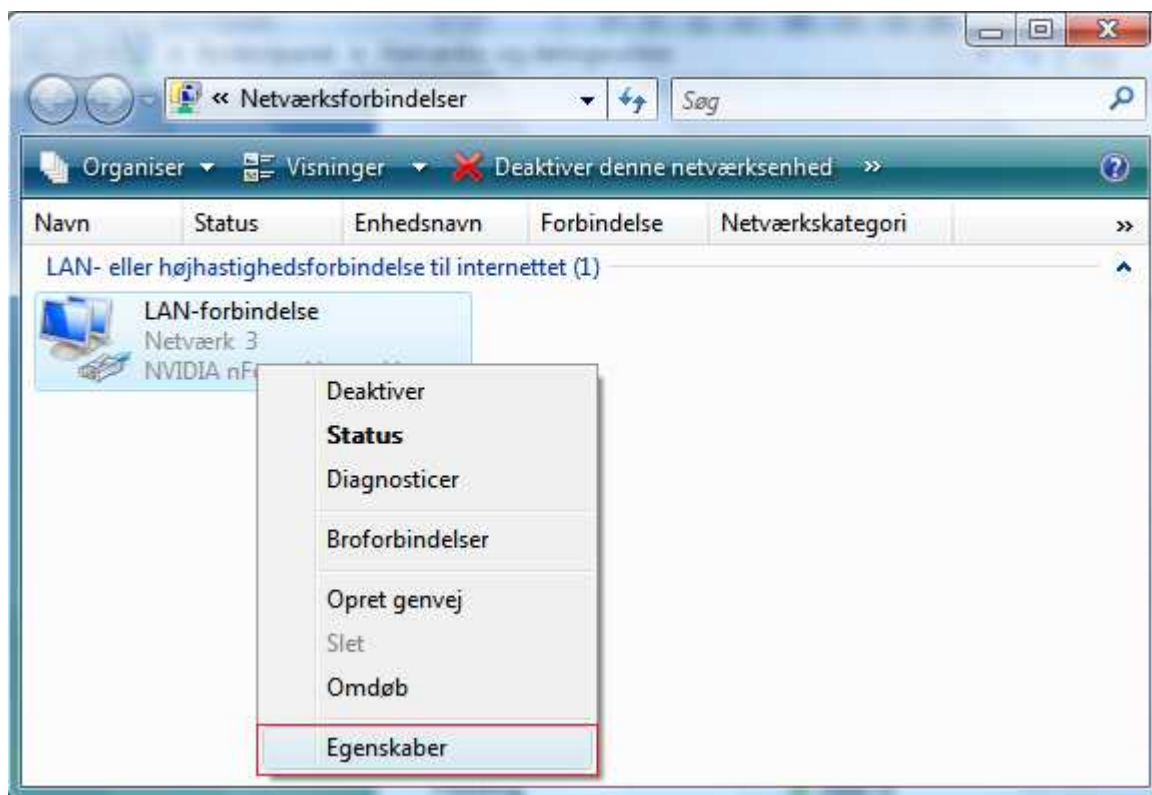 « Netværksforbindelser
Søg
Organiser Visninger Deaktiver denne netværksenhed »
Navn Status Enhedsnavn Forbindelse Netværkskategori »
LAN- eller højhastighedsforbindelse til internettet (1)
LAN-forbindelse
Netværk 3
NVIDIA
Deaktiver
Status
Diagnosticer
Broforbindelser
Opret genvej
Slet
Omdøb
Egenskaber